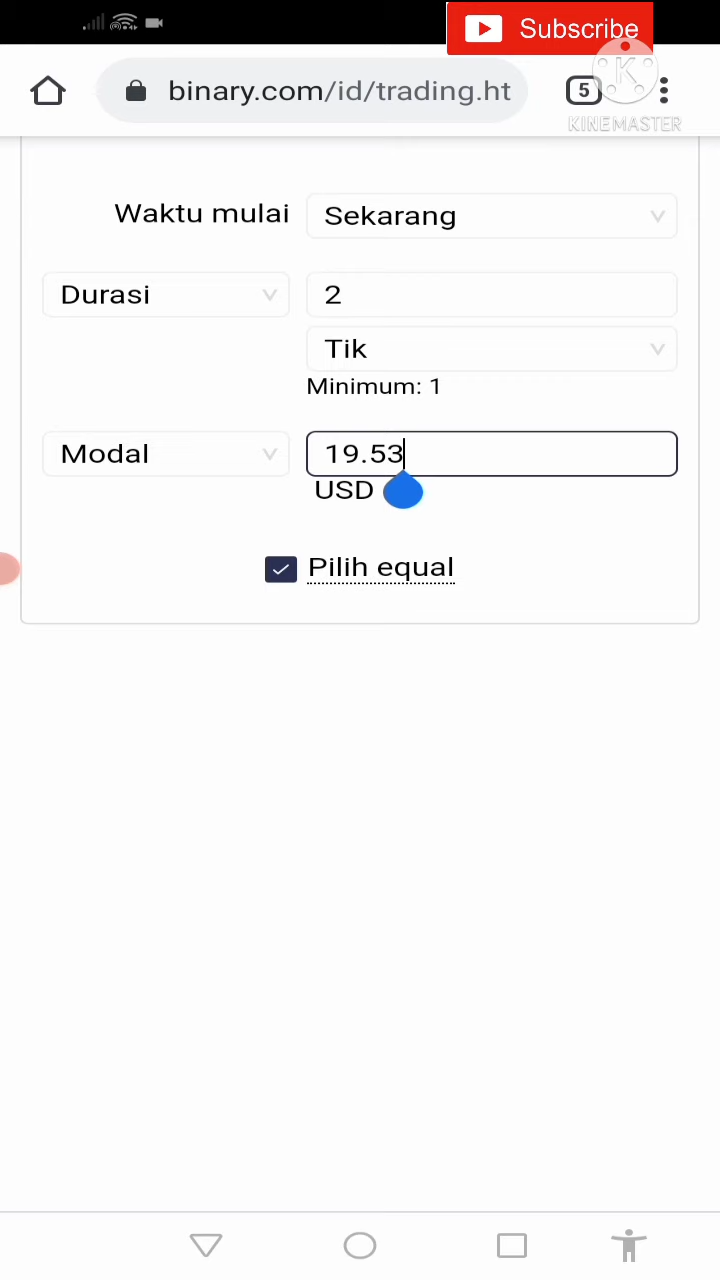 Subscribe
binary.com/id/trading.ht
5
K
KINEMASTER
Waktu mulai Sekarang
Durasi 2
Tik
Minimum: 1
Modal 19.53
USD
Pilih equal